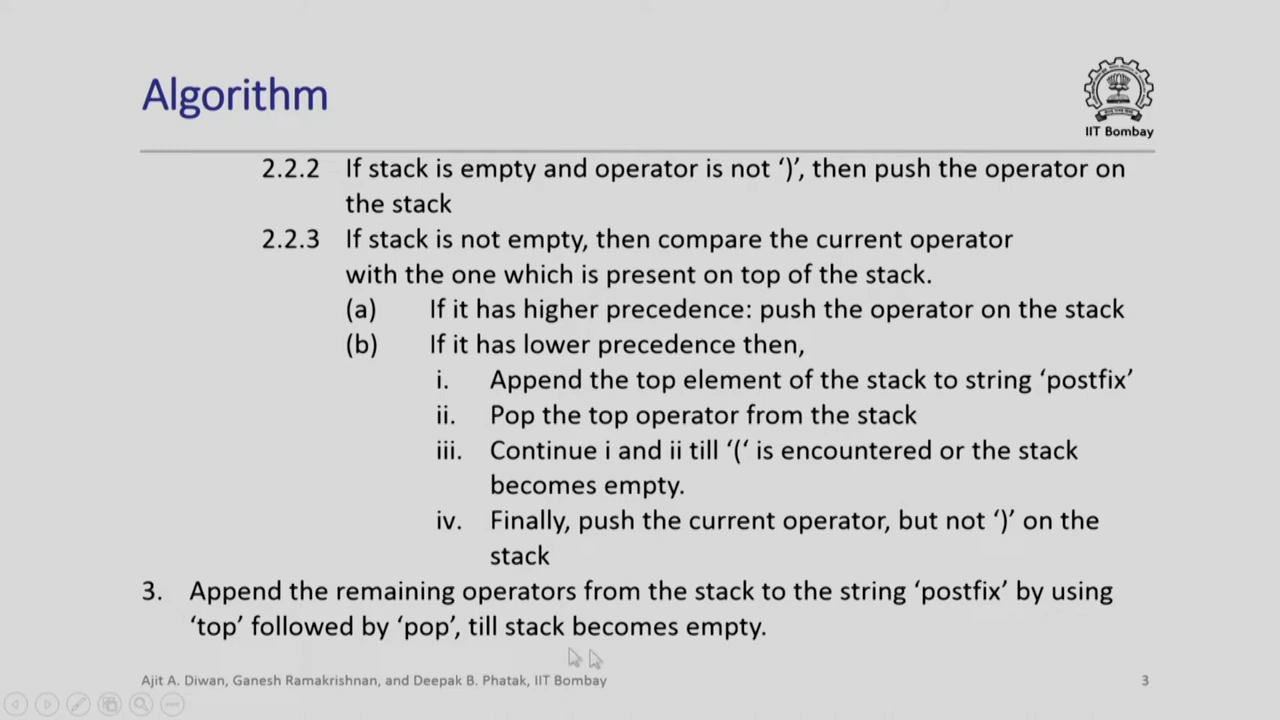 Algorithm
IIT Bombay
2.2.2 If stack is empty and operator is not ‘)’, then push the operator on
the stack
2.2.3 If stack is not empty, then compare the current operator
with the one which is present on top of the stack.
(a) If it has higher precedence: push the operator on the stack
(b) If it has lower precedence then,
i. Append the top element of the stack to string ‘postfix’
ii. Pop the top operator from the stack
iii. Continue i and ii till ‘(‘ is encountered or the stack
becomes empty.
iv. Finally, push the current operator, but not ‘)’ on the
stack
3. Append the remaining operators from the stack to the string ‘postfix’ by using
‘top’ followed by ‘pop’, till stack becomes empty.
Ajit A. Diwan, Ganesh Ramakrishnan, and Deepak B. Phatak, IIT Bombay
3